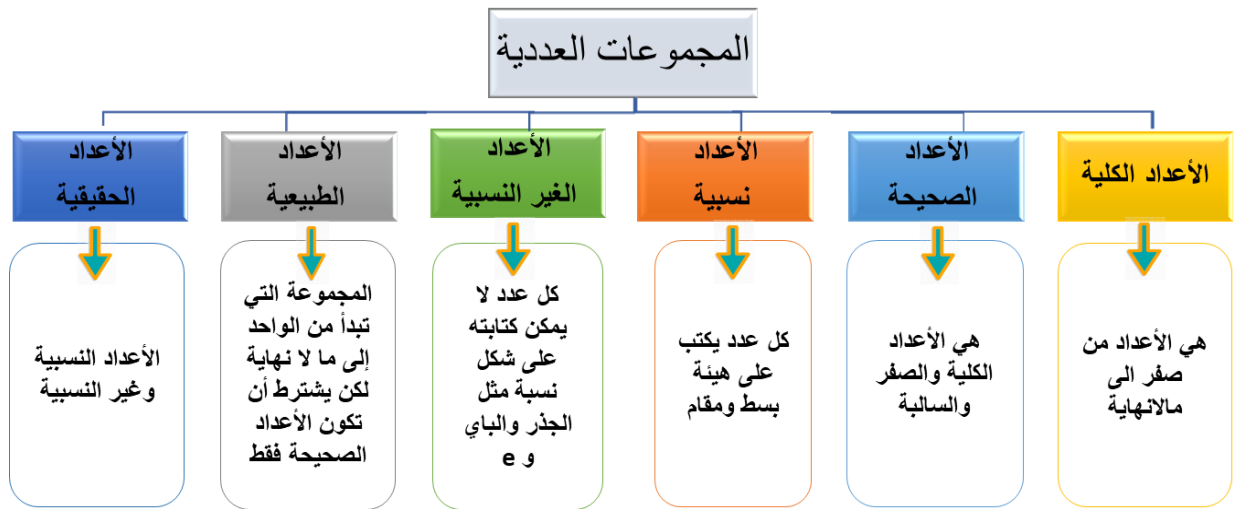 المجموعات العددية
الأعداد الكلية
هي الأعداد من
صفر الى
مالانهاية
الأعداد
الصحيحة
هي الأعداد
الكلية والصفر
والسالبة
الأعداد
نسبية
كل عدد يكتب
على هيئة
بسط ومقام
الأعداد
الغير النسبية
كل عدد لا
يمكن كتابته
على شكل
نسبة مثل
الجذر والباي
و e
الأعداد
الطبيعية
المجموعة التي
تبدأ من الواحد
إلى ما لا نهاية
لكن يشترط أن
تكون الأعداد
الصحيحة فقط
الأعداد
الحقيقية
الأعداد النسبية
وغير النسبية